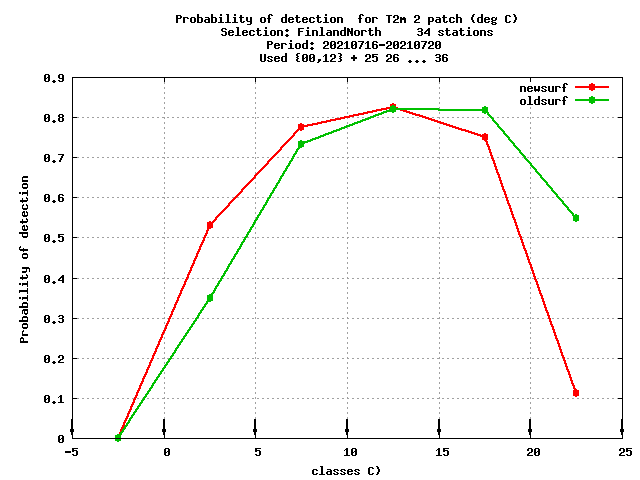 Probability of detection  for T2m 2 patch (deg C)
Selection: FinlandNorth     34 stations
Period: 20210716-20210720
Used {00,12} + 25 26 ... 36
newsurf
oldsurf
0.9
0.8
0.7
0.6
0.5
0.4
0.3
0.2
0.1
0
Probability of detection
-5 0 5 10 15 20 25
classes C)